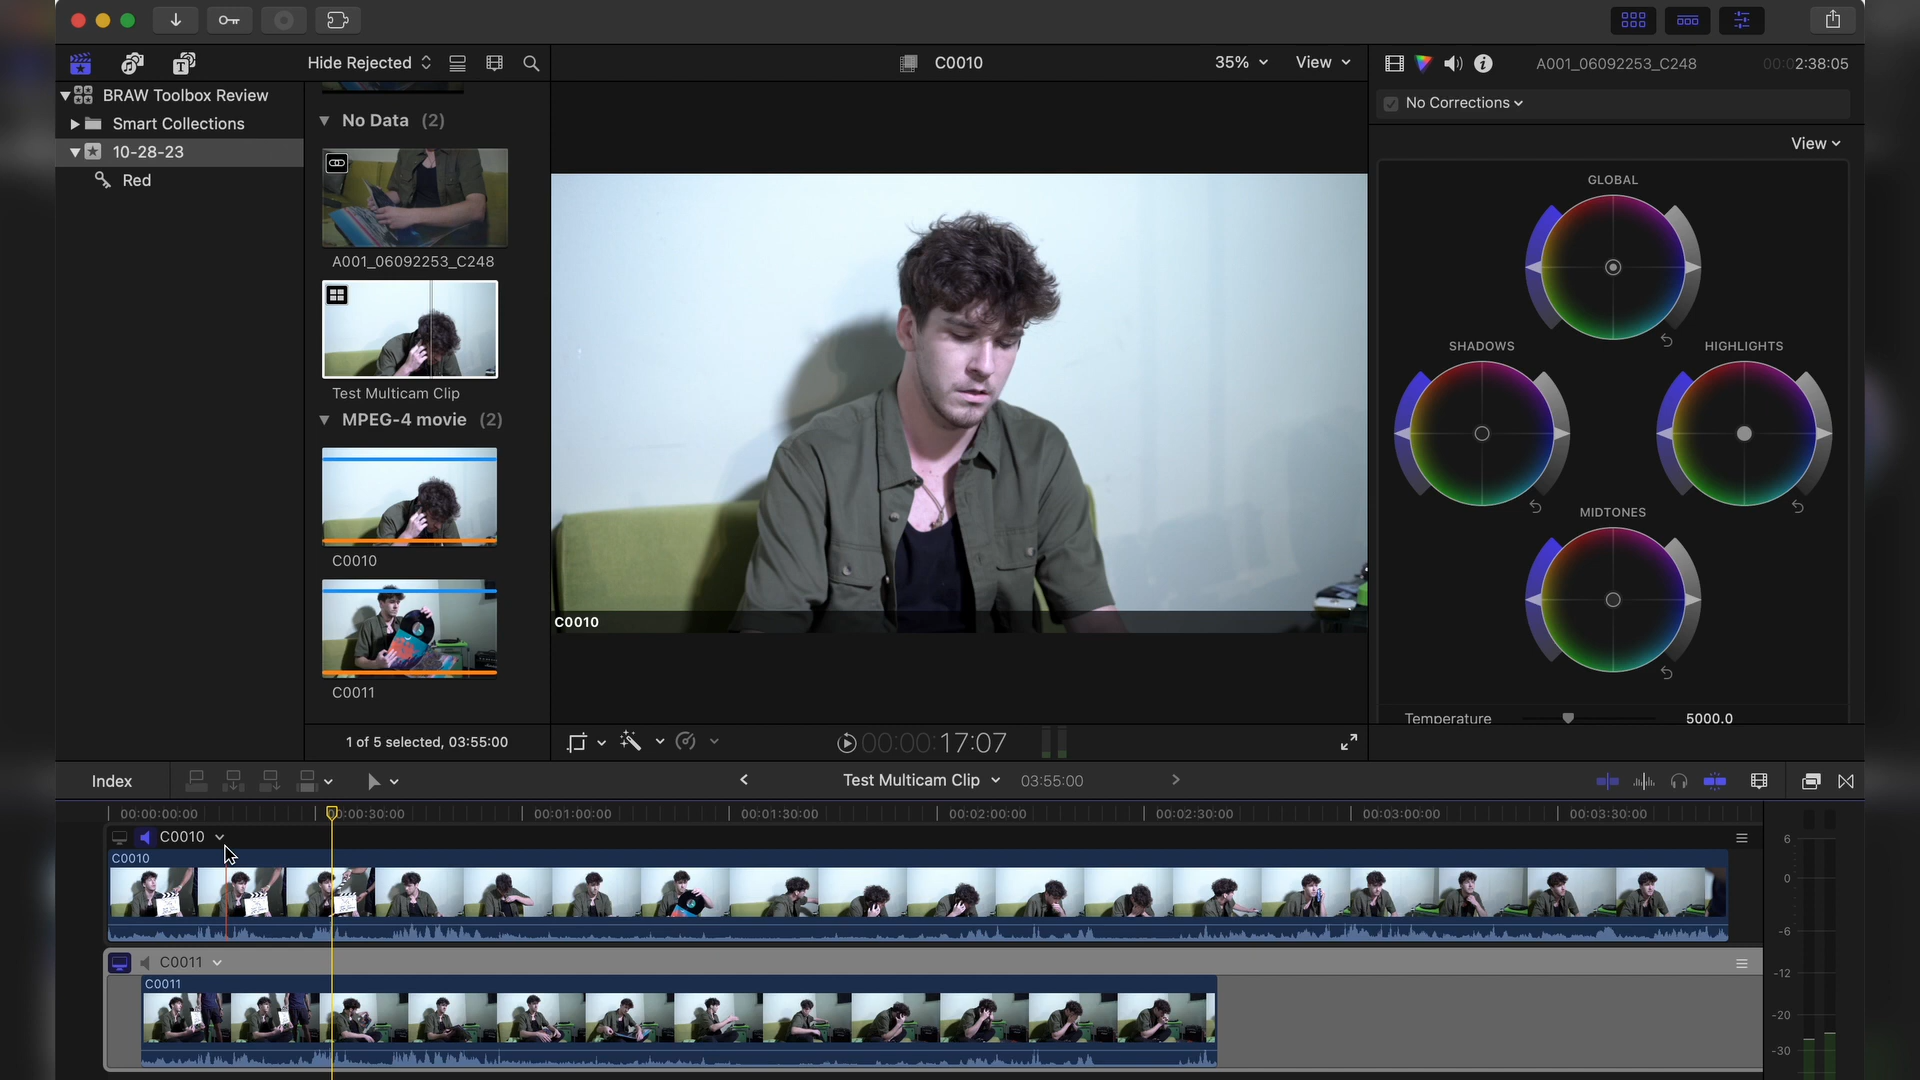 Hide Rejected
C0010
35%
View
A001_06092253_C248
00:02:38:05
BRAW Toolbox Review
Smart Collections
10-28-23
Red
No Data (2)
A001_06092253_C248
Test Multicam Clip
MPEG-4 movie (2)
C0010
C0011
1 of 5 selected, 03:55:00
C0010
00:00:00:17:07
No Corrections
View
GLOBAL
SHADOWS
HIGHLIGHTS
MIDTONES
Temperature
5000.0
Index
Test Multicam Clip
03:55:00
00:00:00:00
00:00:30:00
00:01:00:00
00:01:30:00
00:02:00:00
00:02:30:00
00:03:00:00
00:03:30:00
C0010
C0010
C0011
C0011
6
0
-6
-12
-20
-30